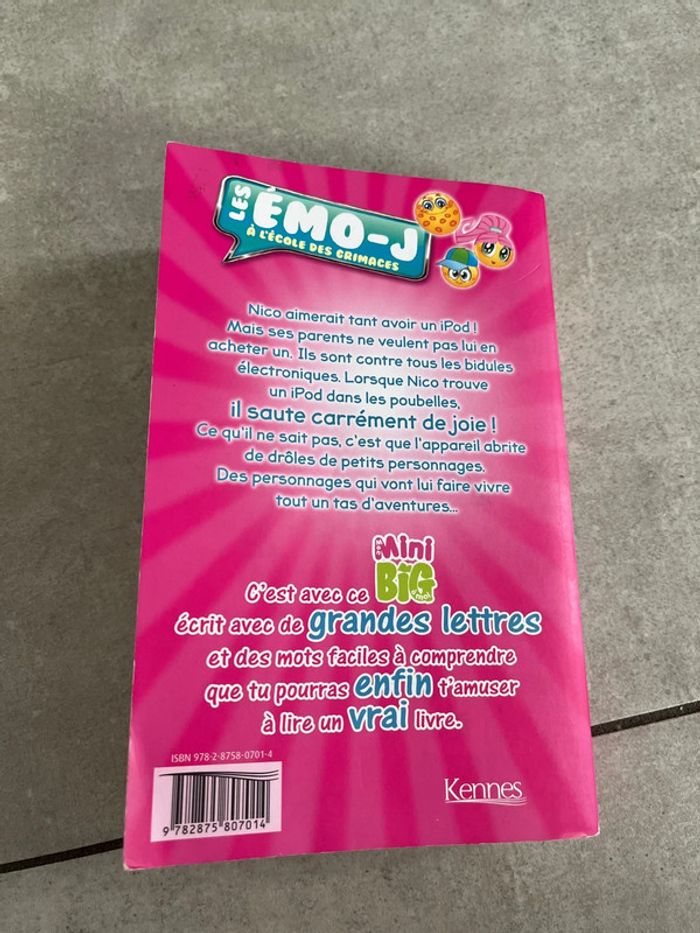 LES
ÉMO-J
À L'ÉCOLE DES GRIMACES
Nico aimerait tant avoir un iPod !
Mais ses parents ne veulent pas lui en
acheter un. Ils sont contre tous les bidules
électroniques. Lorsque Nico trouve
un iPod dans les poubelles,
il saute carrément de joie !
Ce qu'il ne sait pas, c'est que l'appareil abrite
de drôles de petits personnages.
Des personnages qui vont lui faire vivre
tout un tas d'aventures...
Mini
BIG
à moi
C'est avec ce
écrit avec de grandes lettres
et des mots faciles à comprendre
que tu pourras enfin t'amuser
à lire un vrai livre.
ISBN 978-2-8758-0701-4
9 782875 807014
Kennes